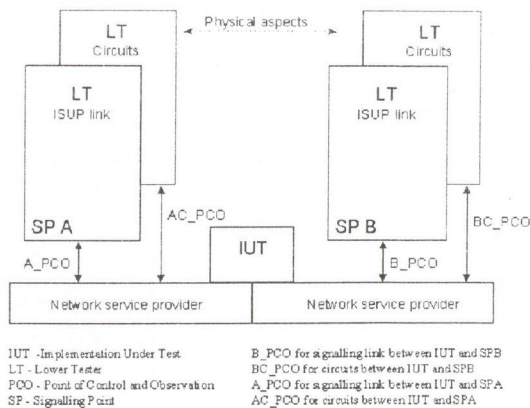 LT
Circuits
Physical aspects
LT
Circuits
LT
ISUP link
LT
ISUP link
SP A
AC_PCO
SP B
BC_PCO
IUT
A_PCO
B_PCO
Network service provider
Network service provider
IUT -Implementation Under Test
LT - Lower Tester
PCO - Point of Control and Observation
SP - Signalling Point
B_PCO for signalling link between IUT and SPB
BC_PCO for circuits between IUT and SPB
A_PCO for signalling link between IUT and SPA
AC_PCO for circuits between IUT and SPA